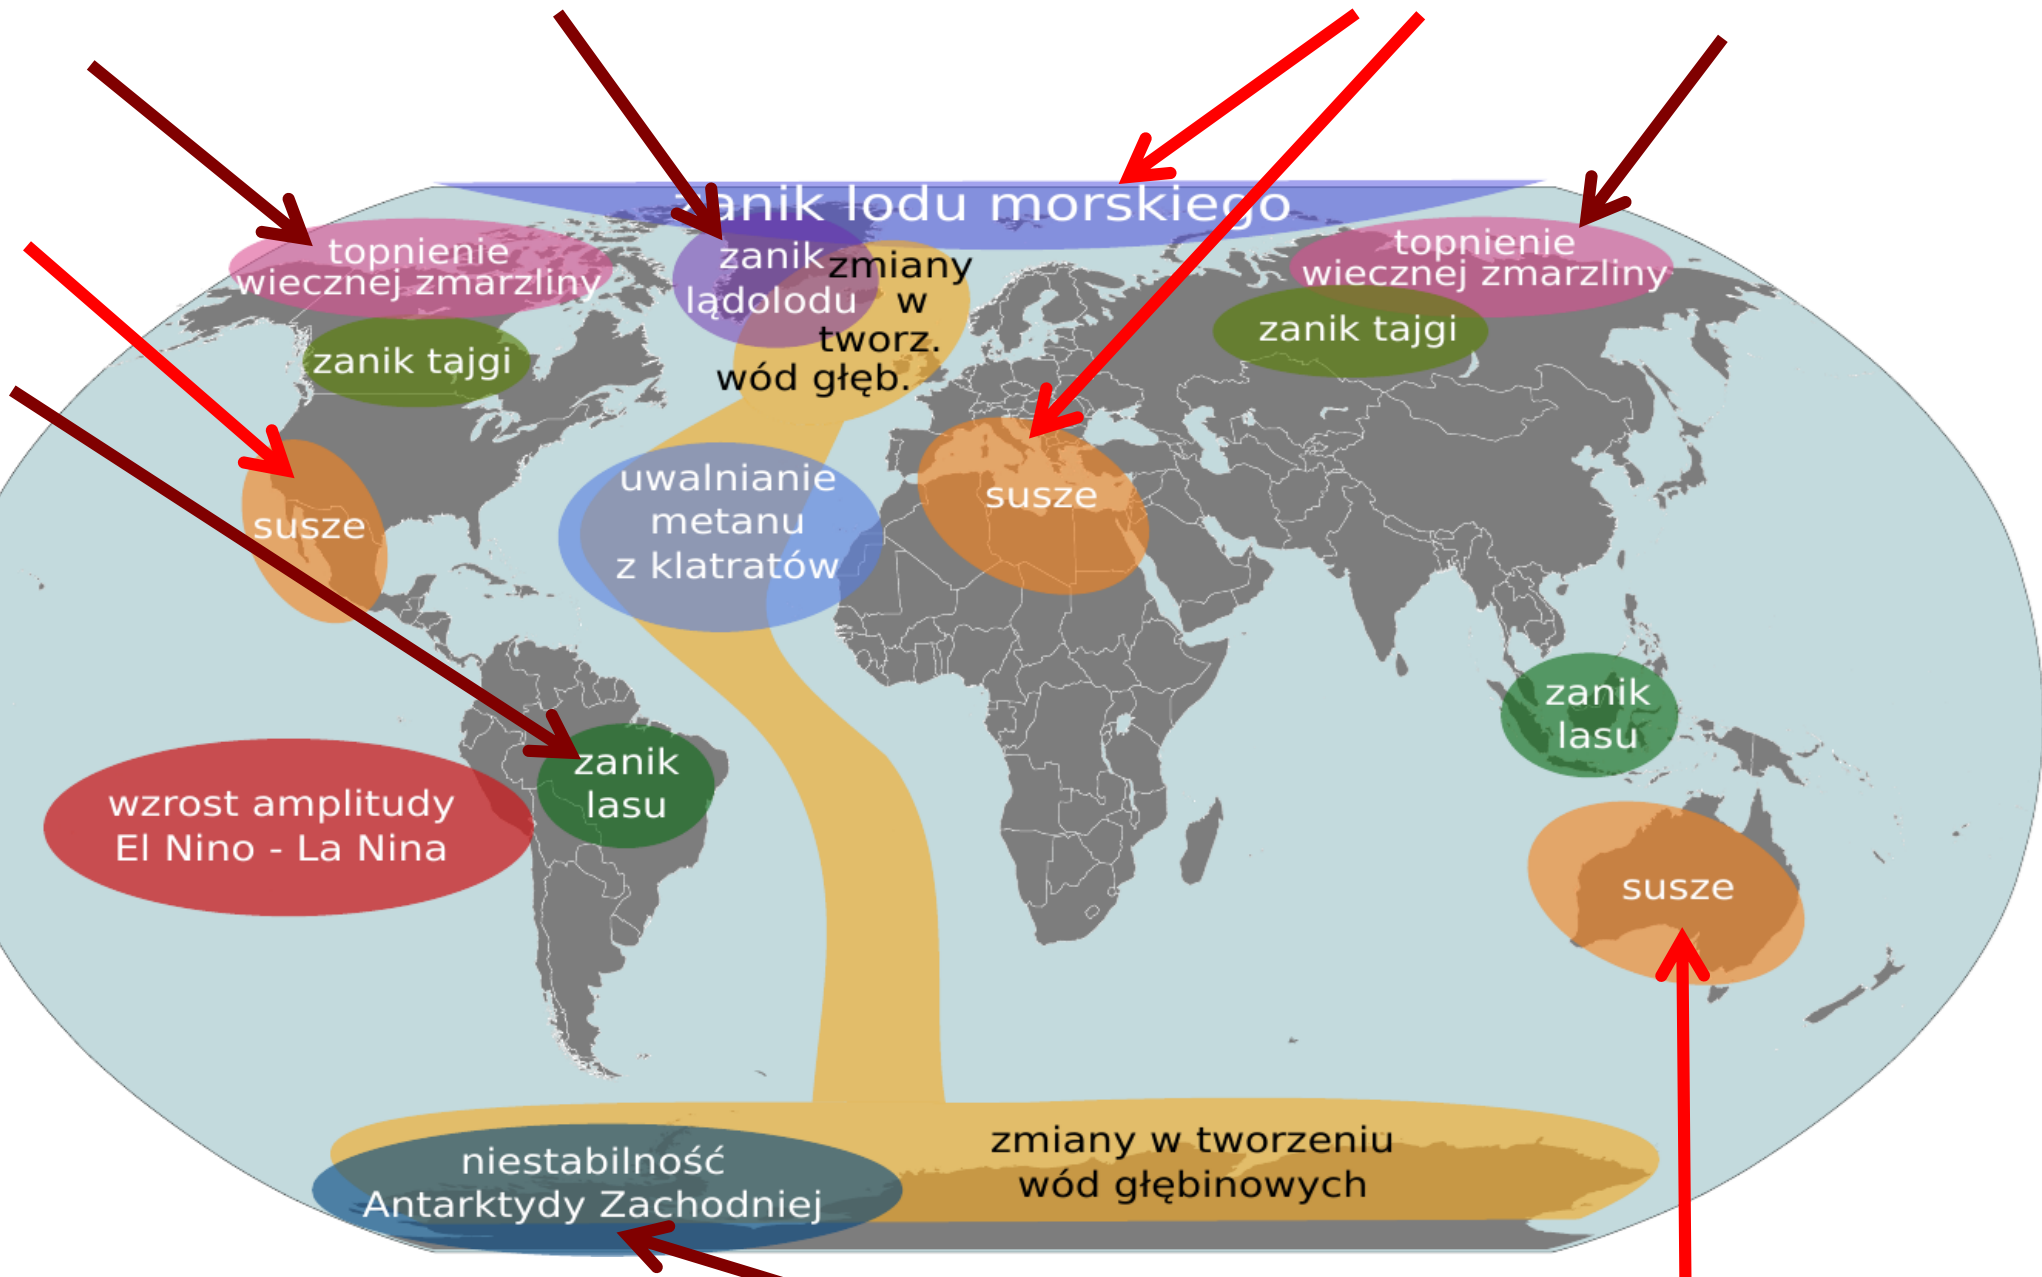 zanik lodu morskiego
topnienie
wiecznej zmarzliny
zanik
lądolodu
zmiany
w
tworz.
wód głęb.
topnienie
wiecznej zmarzliny
zanik tajgi
zanik tajgi
susze
uwalnianie
metanu
z klatratów
susze
zanik
lasu
wzrost amplitudy
El Nino - La Nina
zanik
lasu
susze
niestabilność
Antarktydy Zachodniej
zmiany w tworzeniu
wód głębinowych